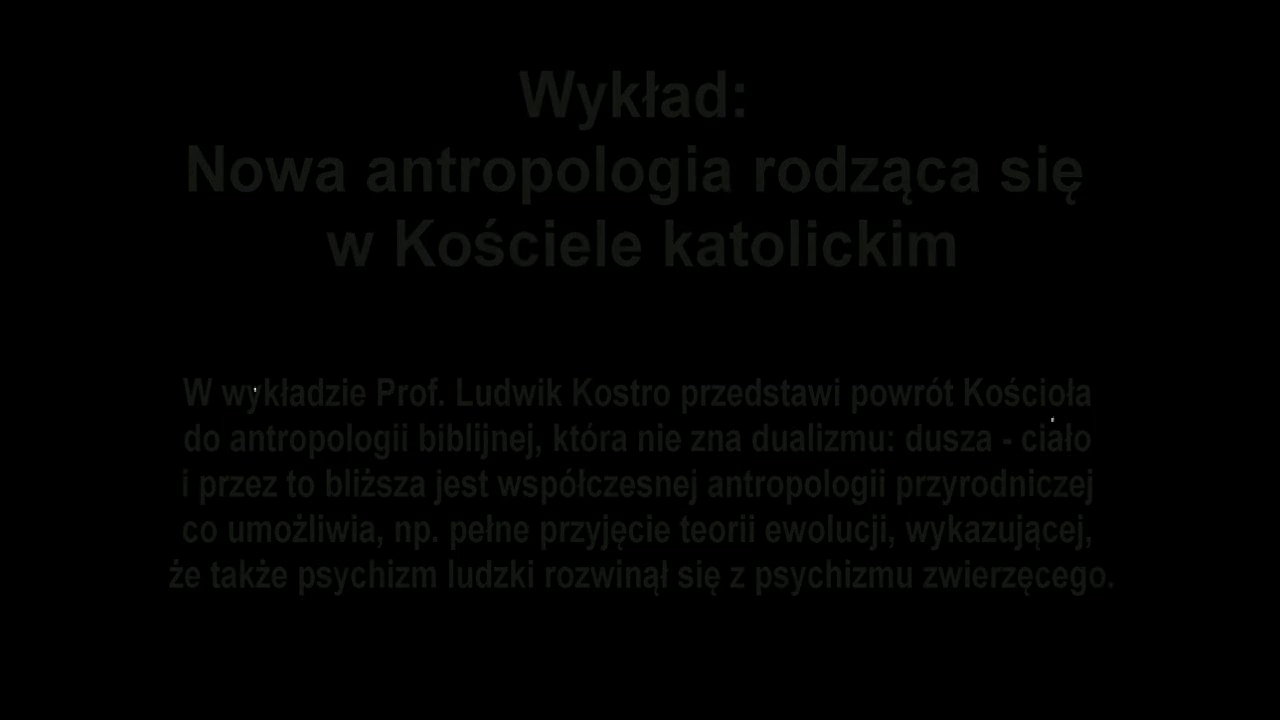 Wykład:
Nowa antropologia rodząca się
w Kościele katolickim
W wykładzie Prof. Ludwik Kostro przedstawi powrót Kościoła
do antropologii biblijnej, która nie zna dualizmu: dusza - ciało
i przez to bliższa jest współczesnej antropologii przyrodniczej
co umożliwia, np. pełne przyjęcie teorii ewolucji, wykazującej,
że także psychizm ludzki rozwinął się z psychizmu zwierzęcego.